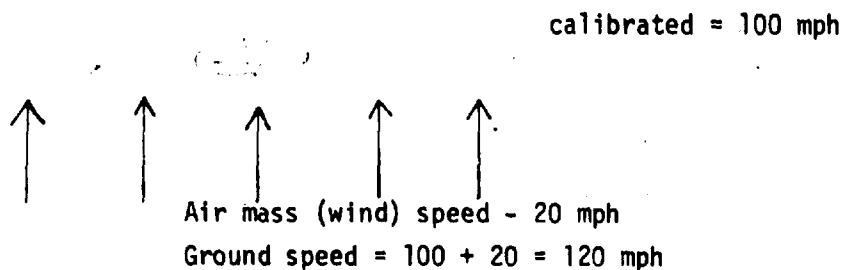 calibrated = 100 mph
Air mass (wind) speed - 20 mph
Ground speed = 100 + 20 = 120 mph